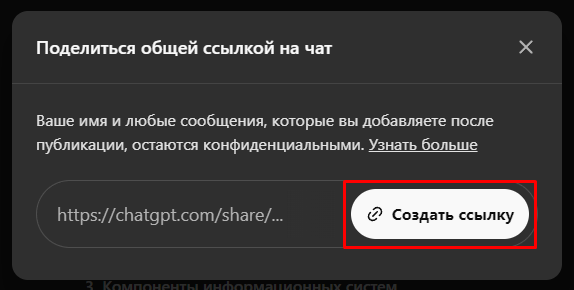 Поделиться общей ссылкой на чат
Ваше имя и любые сообщения, которые вы добавляете после
публикации, остаются конфиденциальными. Узнать больше
https://chatgpt.com/share/...
Создать ссылку
3. Компоненты информационных систем